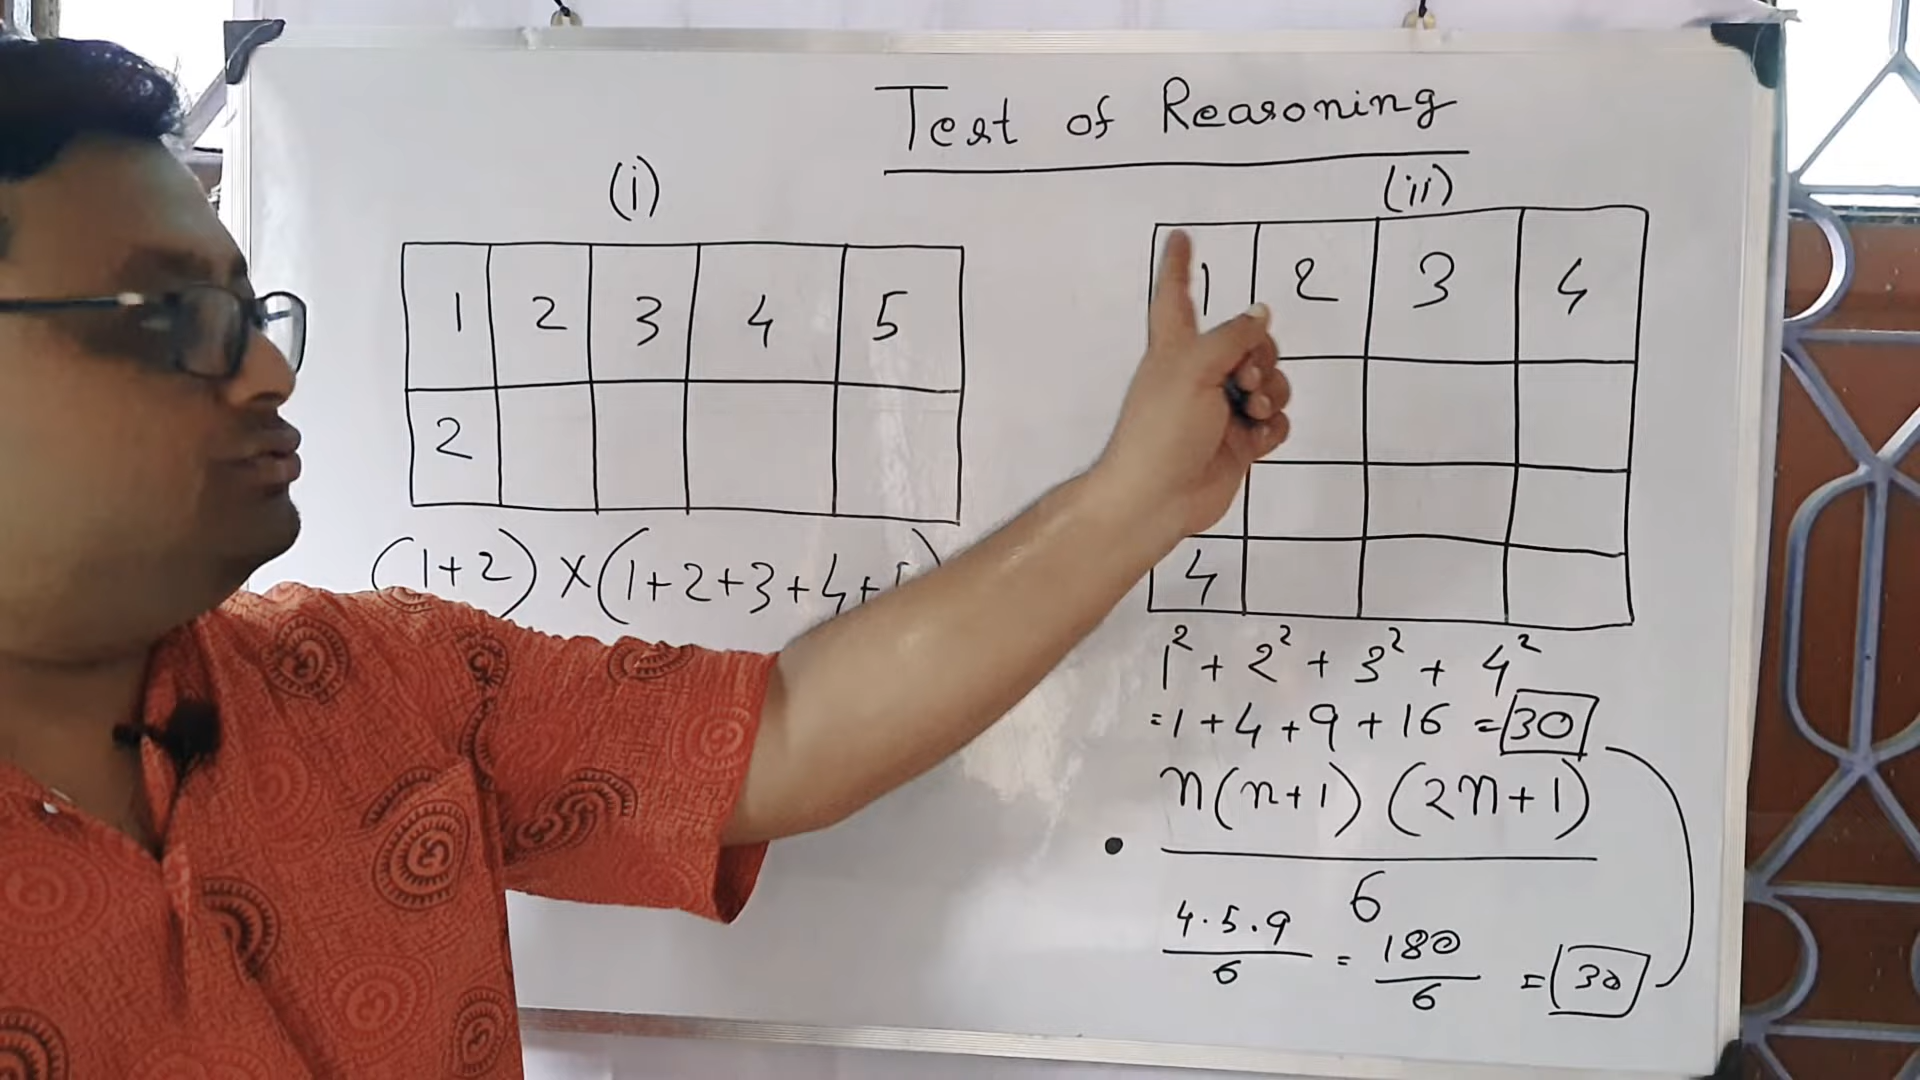 Test of Reasoning
(i)
1 2 3 4 5
2
(1+2) × (1+2+3+4+
(ii)
1 2 3 4
4
1² + 2² + 3² + 4²
= 1 + 4 + 9 + 16 = 30
n(n+1) (2n+1)
6
4.5.9 / 6 = 180 / 6 = 30